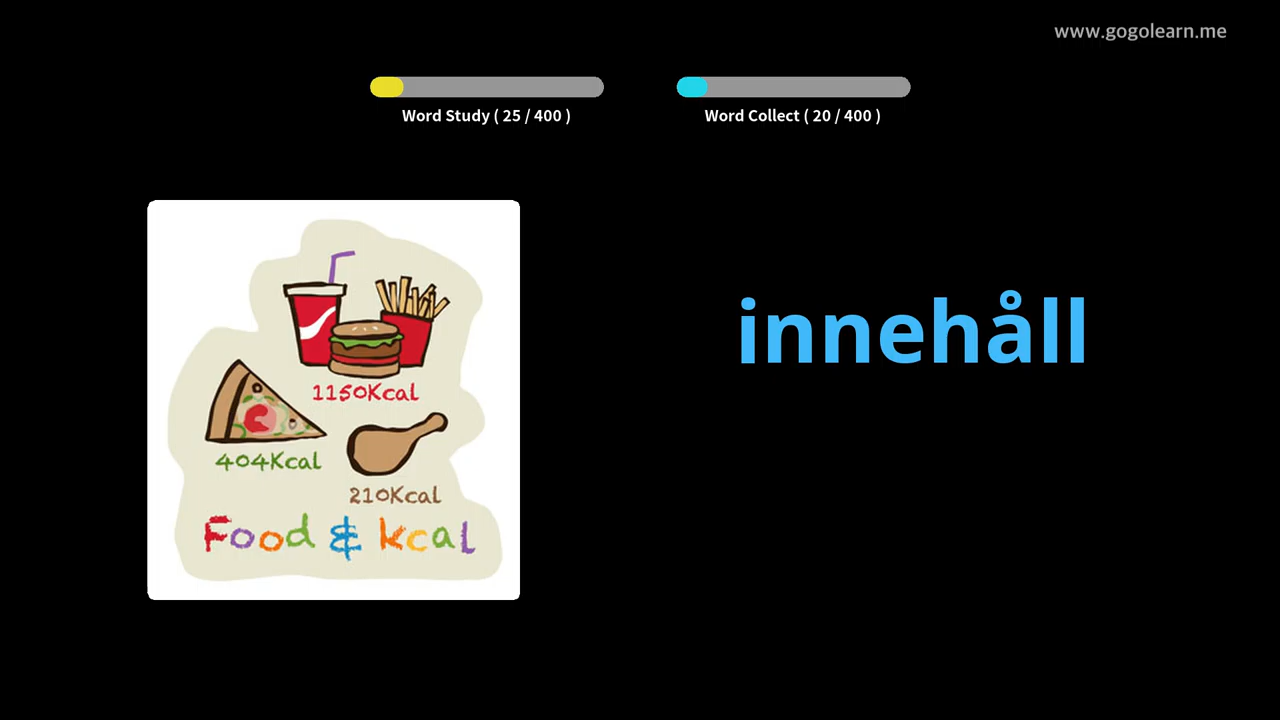 www.gogolearn.me
Word Study ( 25 / 400 )
Word Collect ( 20 / 400 )
innehåll
1150Kcal
404Kcal
210Kcal
Food & kcal